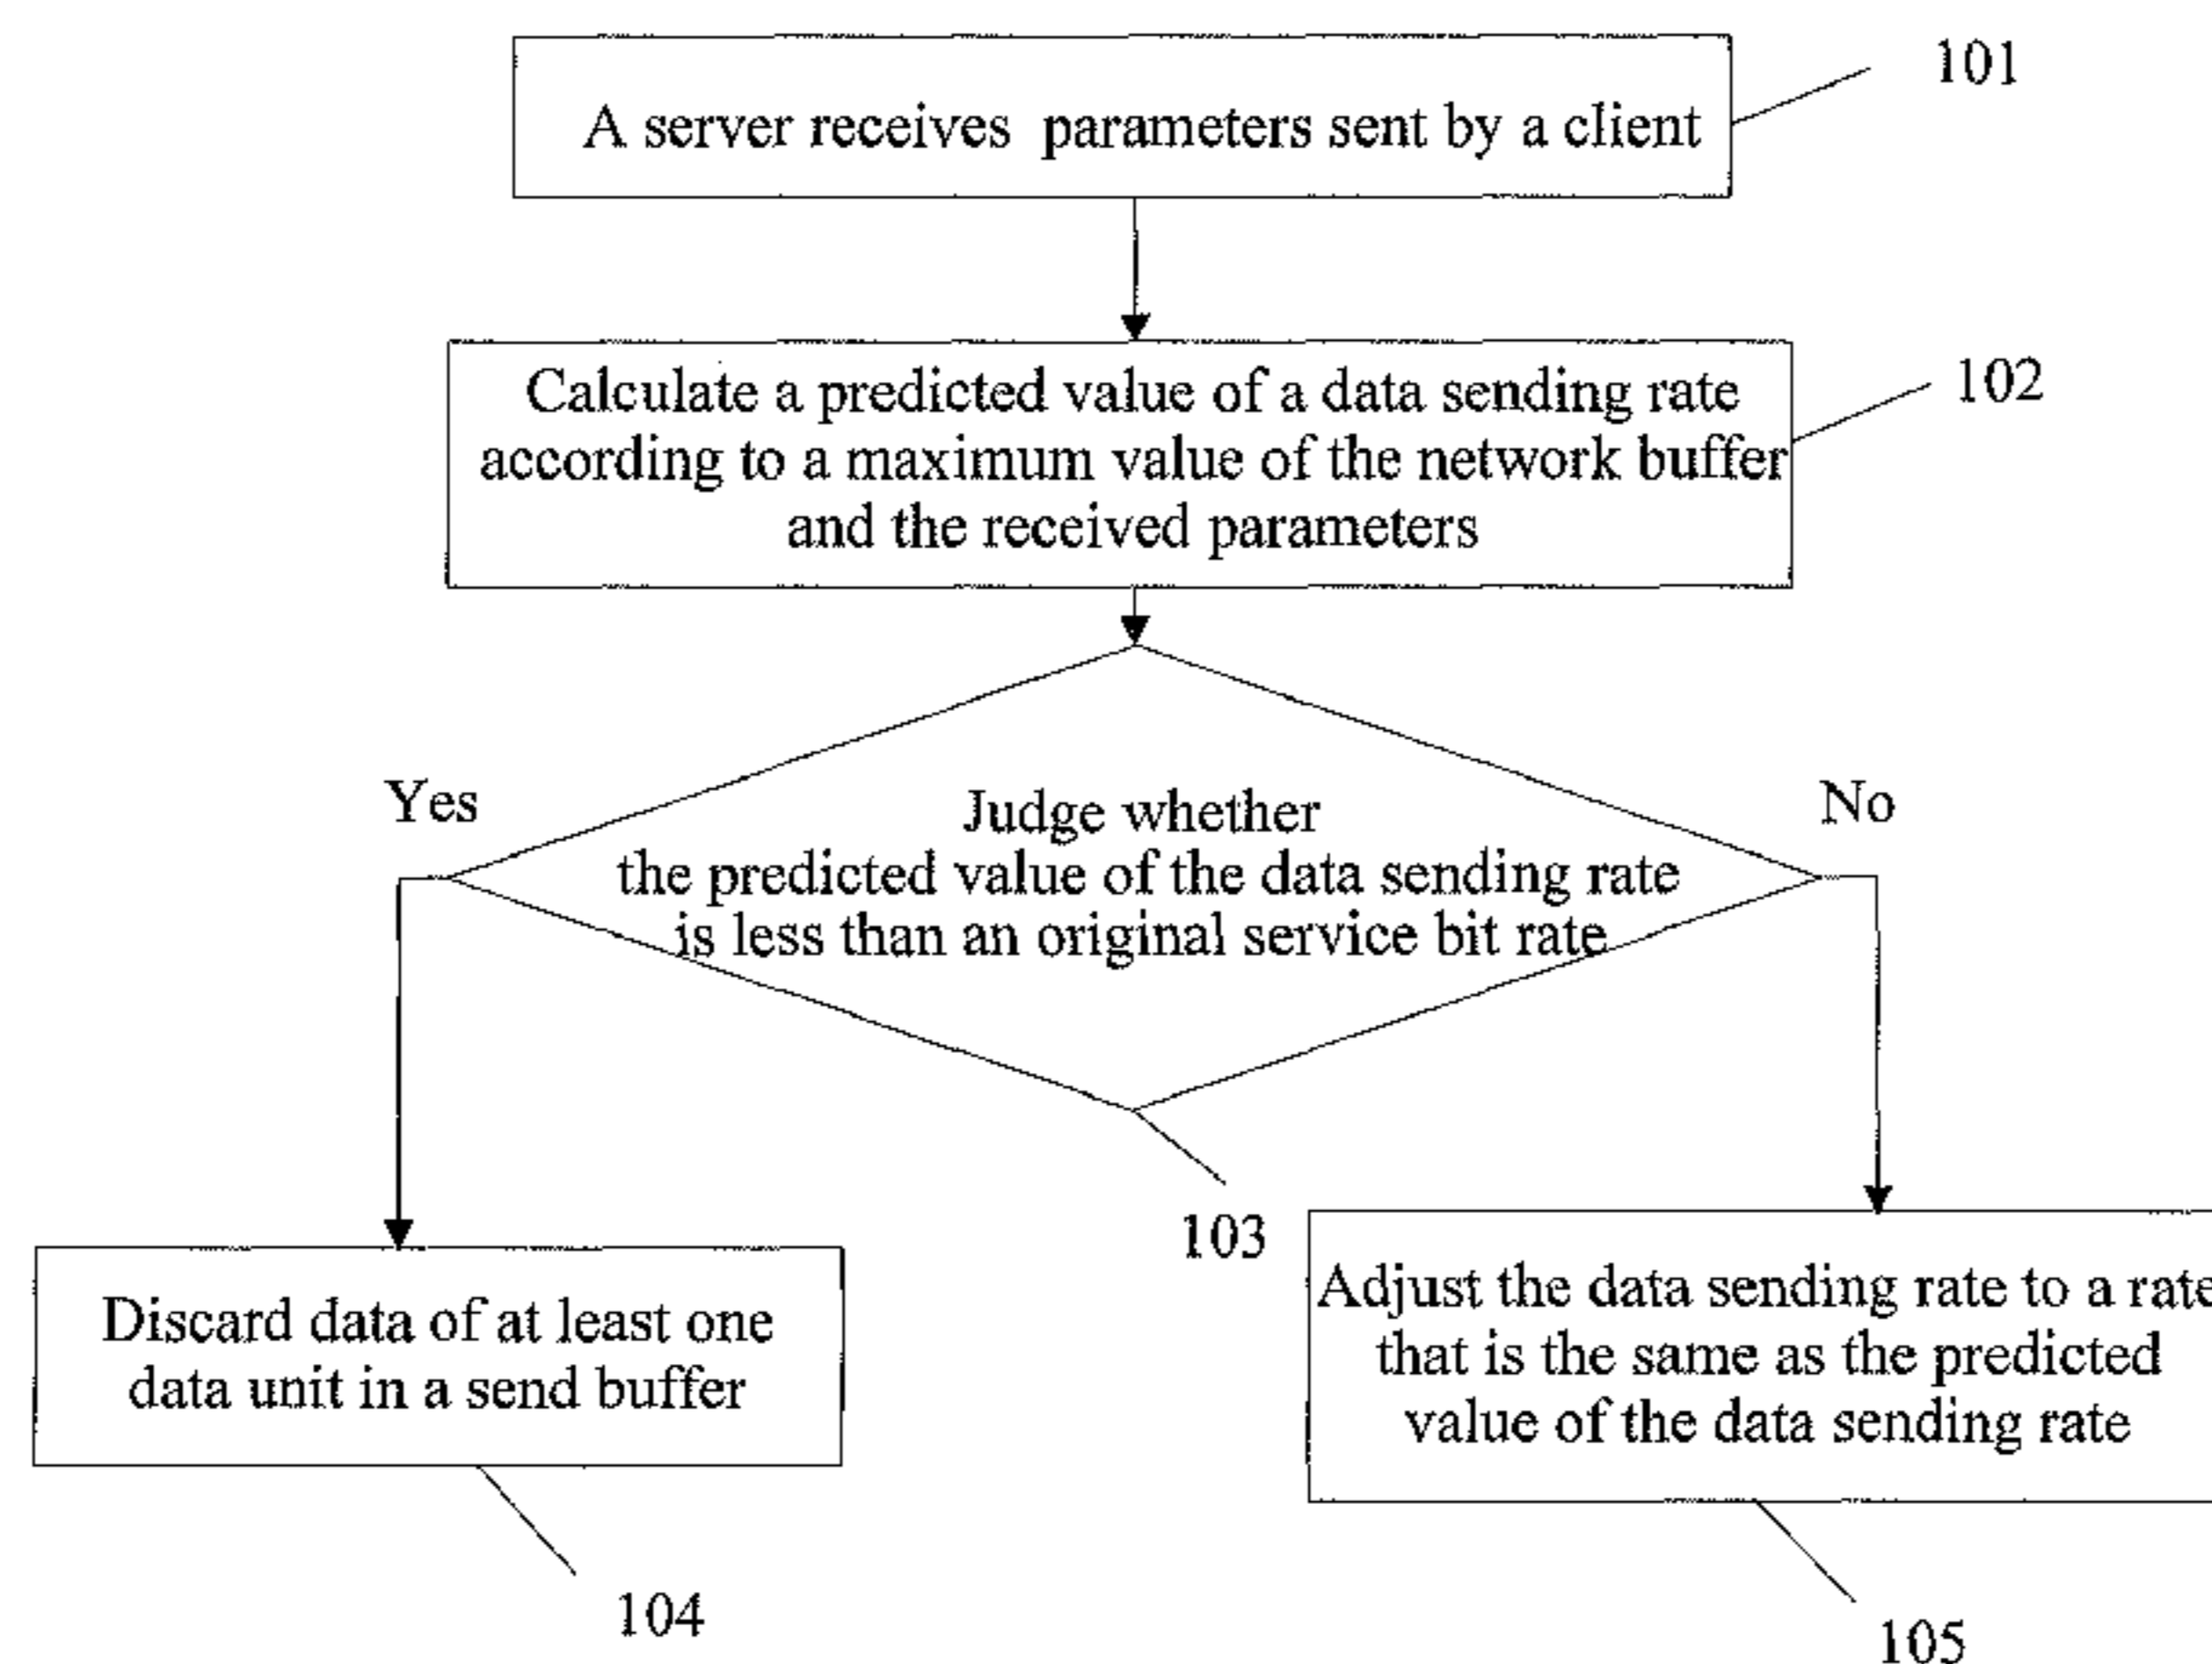 101
A server receives parameters sent by a client
102
Calculate a predicted value of a data sending rate
according to a maximum value of the network buffer
and the received parameters
Yes
No
Judge whether
the predicted value of the data sending rate
is less than an original service bit rate
103
Discard data of at least one
data unit in a send buffer
Adjust the data sending rate to a rate
that is the same as the predicted
value of the data sending rate
104
105